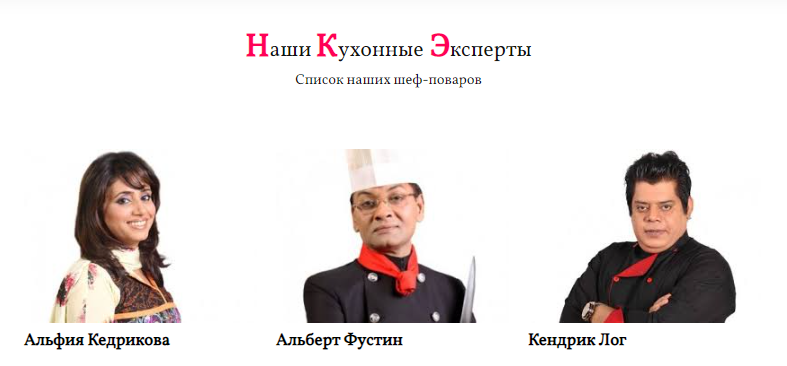 Наши Кухонные Эксперты
Список наших шеф-поваров
Альфия Кедрикова
Альберт Фустин
Кендрик Лог